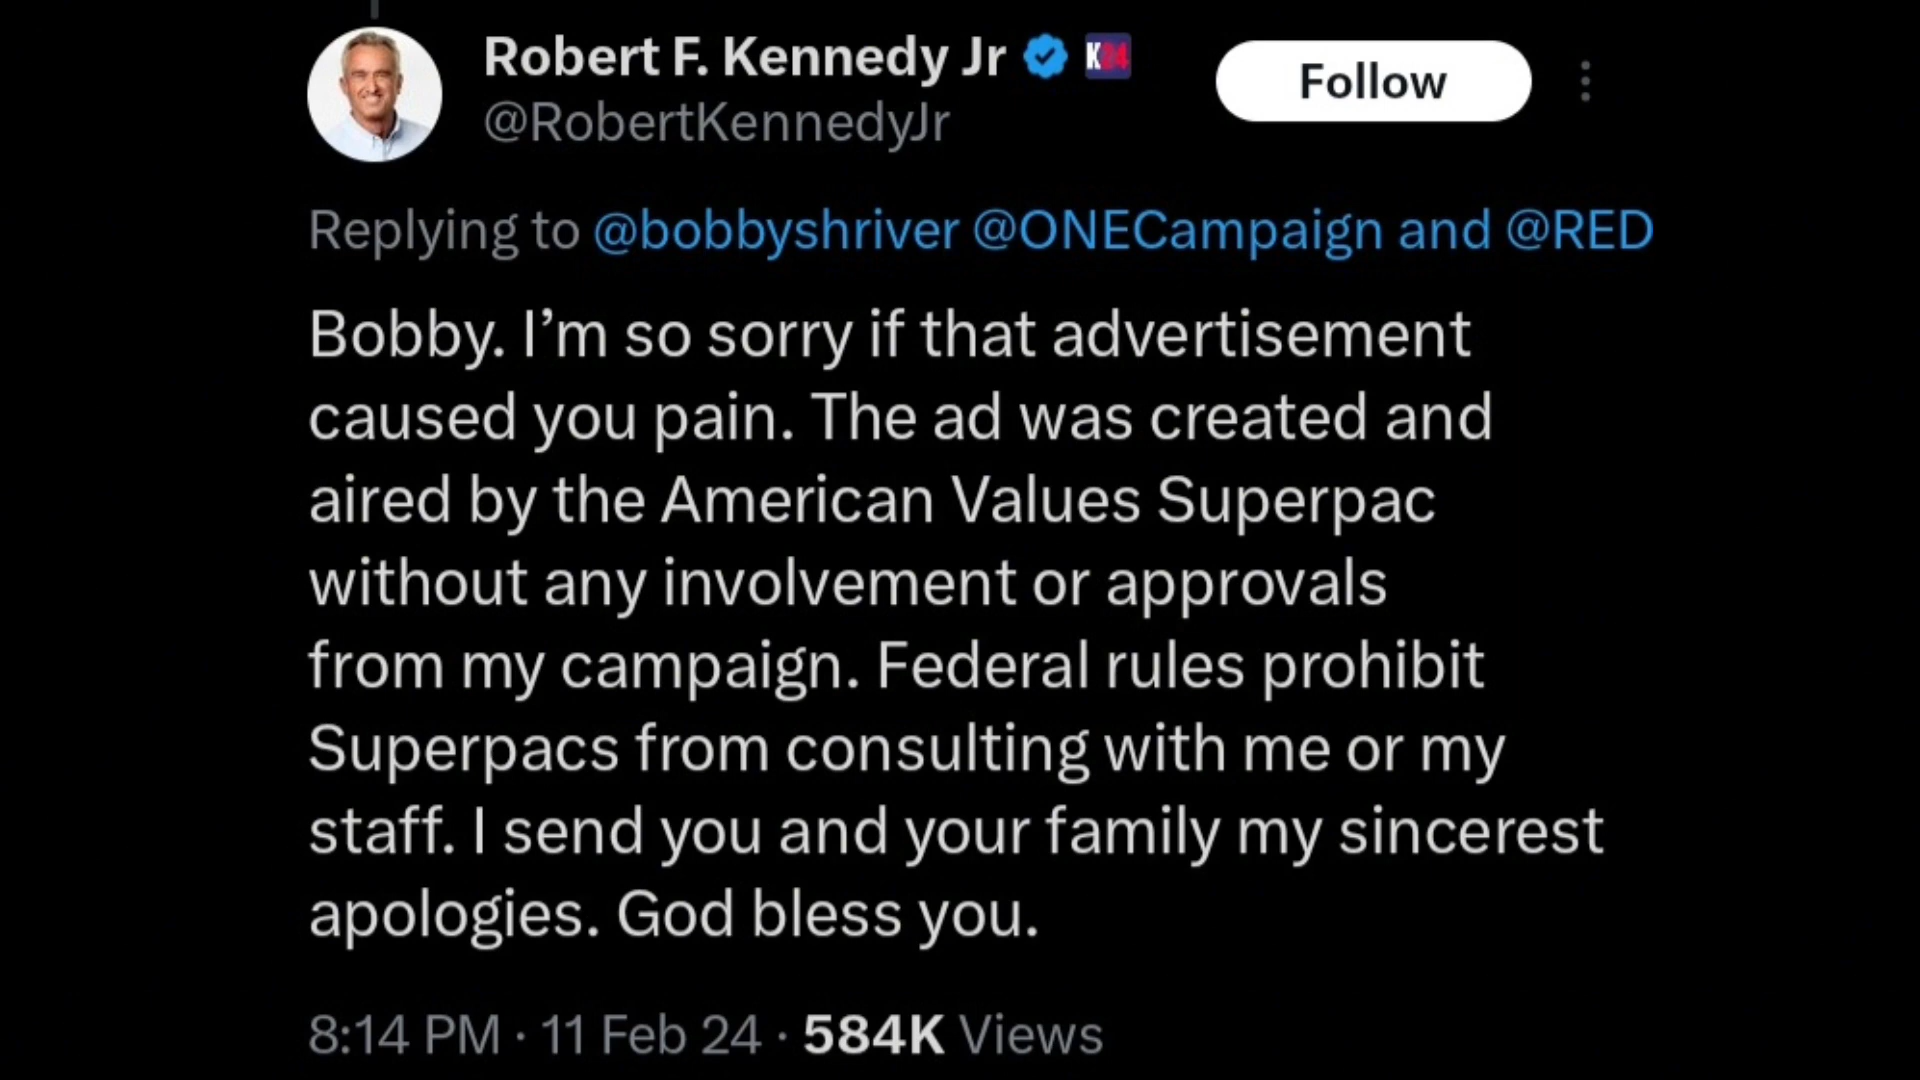 Robert F. Kennedy Jr K24
@RobertKennedyJr
Follow
Replying to @bobbyshriver @ONECampaign and @RED
Bobby. I’m so sorry if that advertisement
caused you pain. The ad was created and
aired by the American Values Superpac
without any involvement or approvals
from my campaign. Federal rules prohibit
Superpacs from consulting with me or my
staff. I send you and your family my sincerest
apologies. God bless you.
8:14 PM · 11 Feb 24 · 584K Views